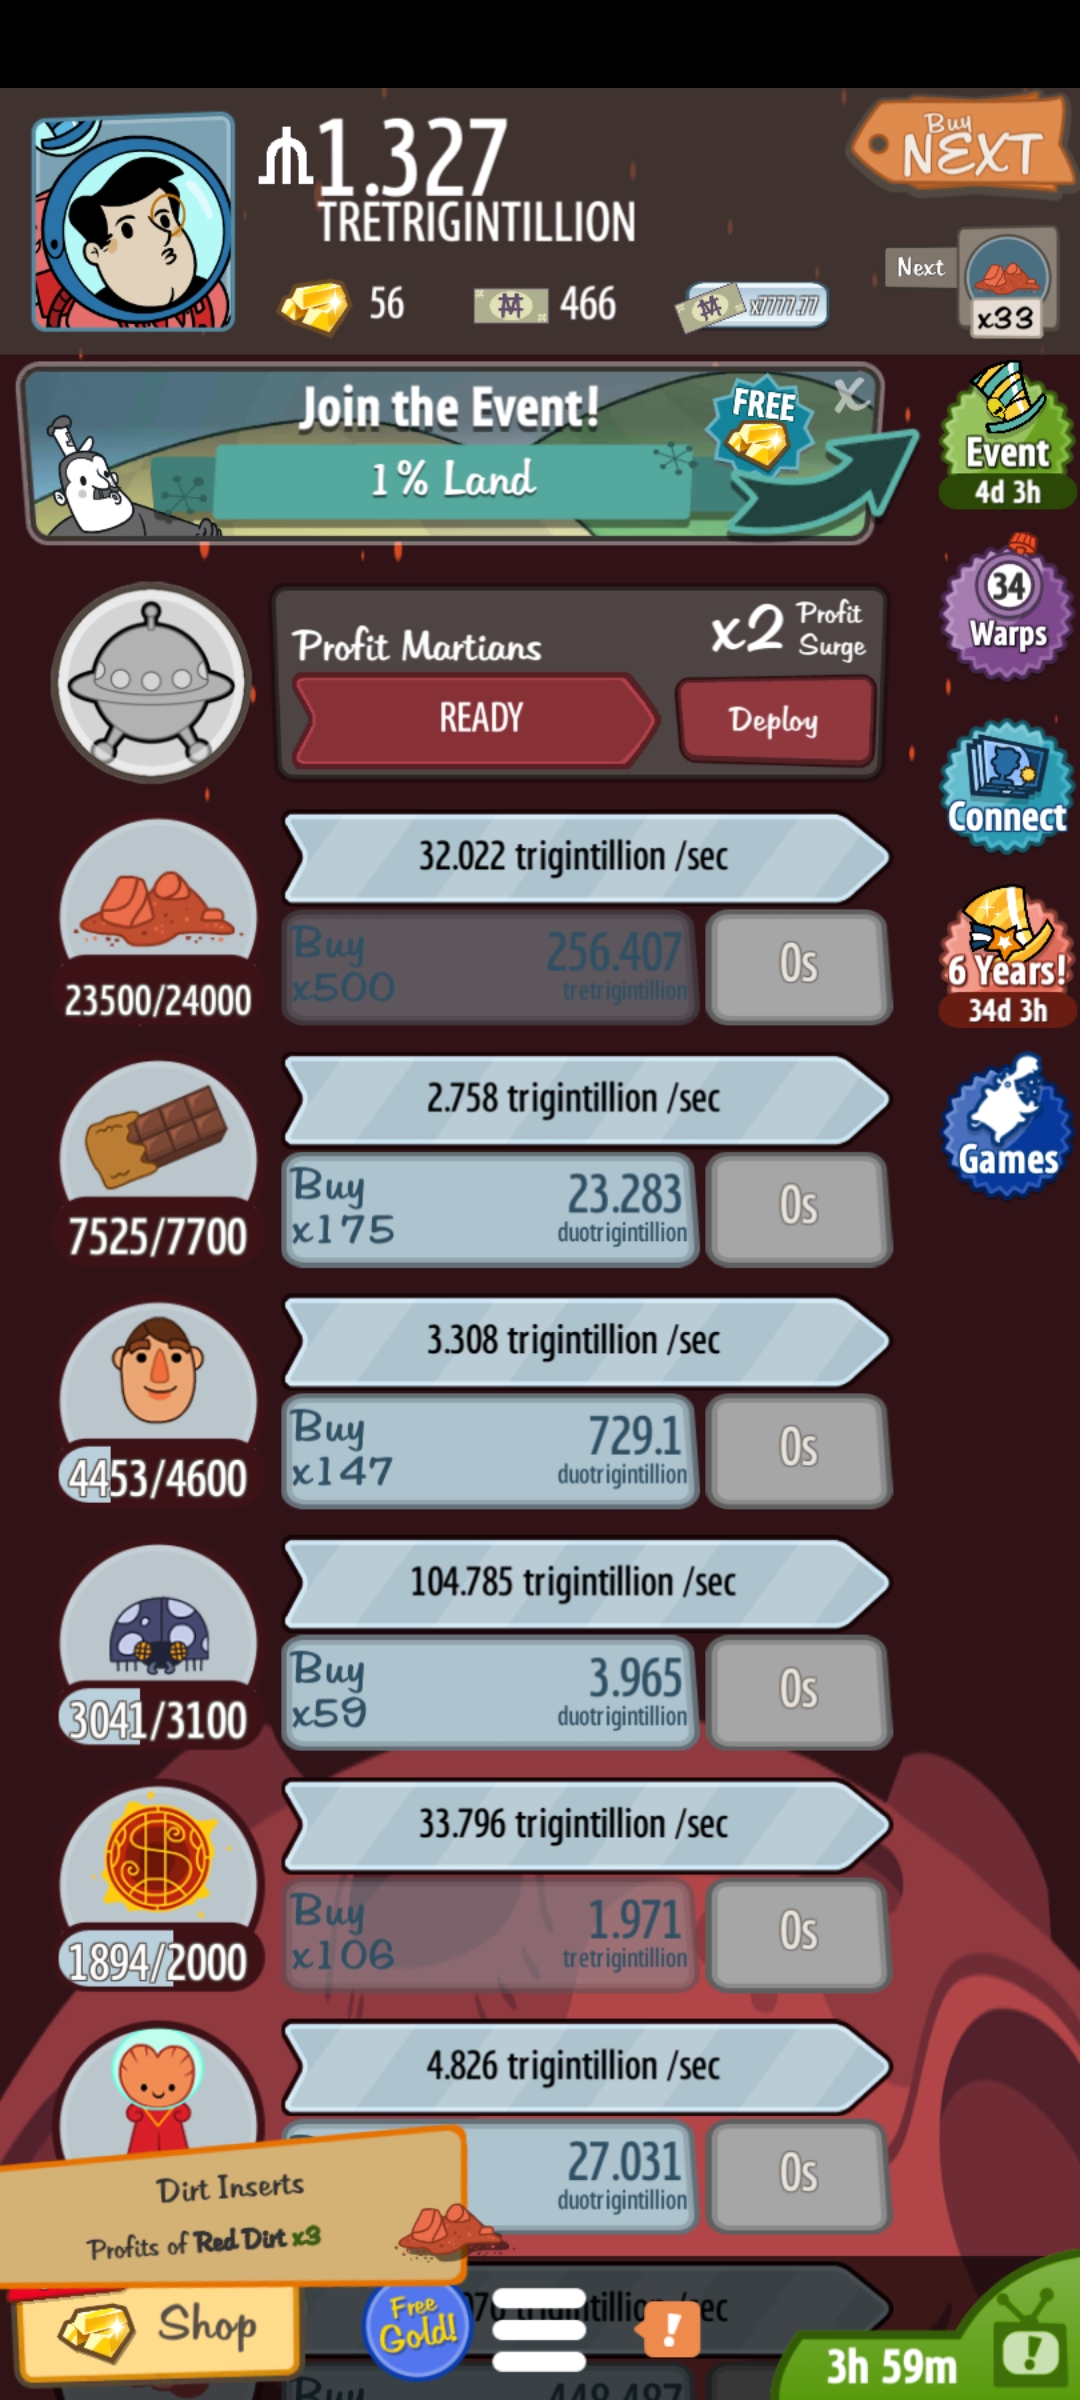 1.327
TRETRIGINTILLION
Buy
NEXT
56
466
x7777.77
Next
x33
Join the Event!
1% Land
FREE
X
Event
4d 3h
34
Warps
Connect
6 Years!
34d 3h
Games
Profit Martians
x2 Profit Surge
READY
Deploy
32.022 trigintillion /sec
23500/24000
Buy x500
256.407
tretrigintillion
0s
2.758 trigintillion /sec
7525/7700
Buy x175
23.283
duotrigintillion
0s
3.308 trigintillion /sec
4453/4600
Buy x147
729.1
duotrigintillion
0s
104.785 trigintillion /sec
3041/3100
Buy x59
3.965
duotrigintillion
0s
33.796 trigintillion /sec
1894/2000
Buy x106
1.971
tretrigintillion
0s
4.826 trigintillion /sec
27.031
duotrigintillion
0s
Dirt Inserts
Profits of Red Dirt x3
Shop
Free
Gold!
!
3h 59m
!
Buy
448.487